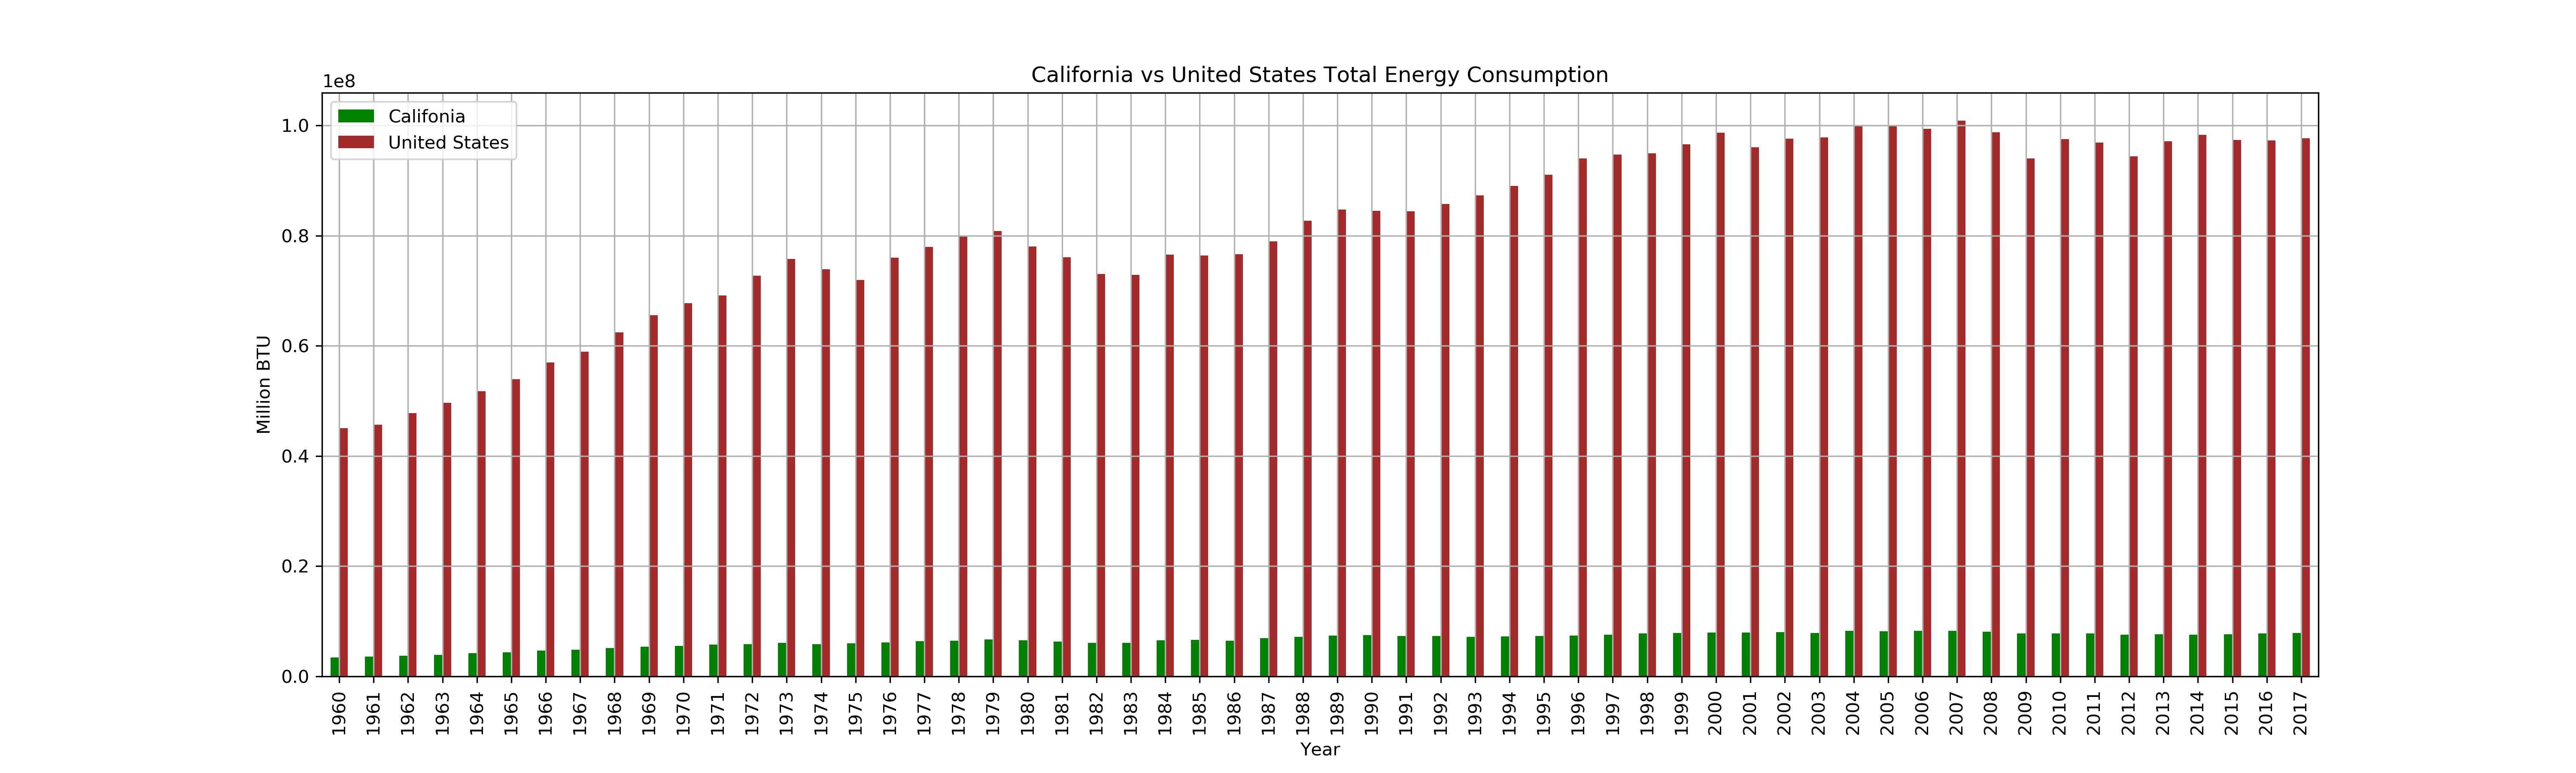 California vs United States Total Energy Consumption
1e8
Califonia
United States
1.0
0.8
0.6
0.4
0.2
0.0
Million BTU
1960 1961 1962 1963 1964 1965 1966 1967 1968 1969 1970 1971 1972 1973 1974 1975 1976 1977 1978 1979 1980 1981 1982 1983 1984 1985 1986 1987 1988 1989 1990 1991 1992 1993 1994 1995 1996 1997 1998 1999 2000 2001 2002 2003 2004 2005 2006 2007 2008 2009 2010 2011 2012 2013 2014 2015 2016 2017
Year